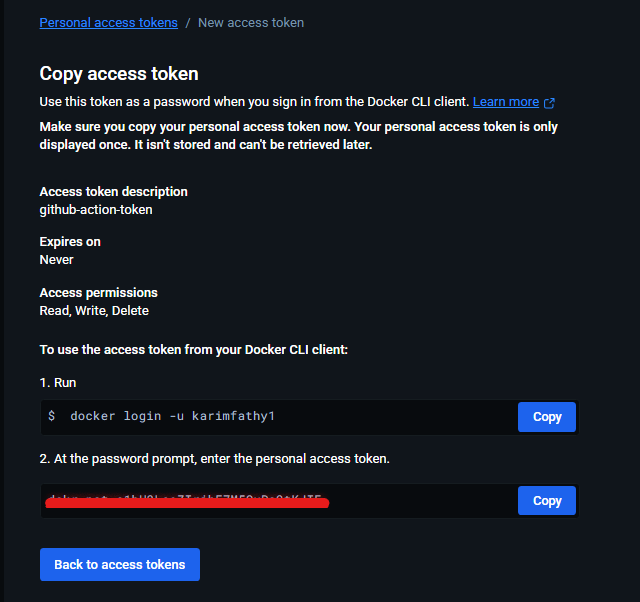 Personal access tokens / New access token
Copy access token
Use this token as a password when you sign in from the Docker CLI client. Learn more
Make sure you copy your personal access token now. Your personal access token is only
displayed once. It isn't stored and can't be retrieved later.
Access token description
github-action-token
Expires on
Never
Access permissions
Read, Write, Delete
To use the access token from your Docker CLI client:
1. Run
$ docker login -u karimfathy1
Copy
2. At the password prompt, enter the personal access token.
Copy
Back to access tokens